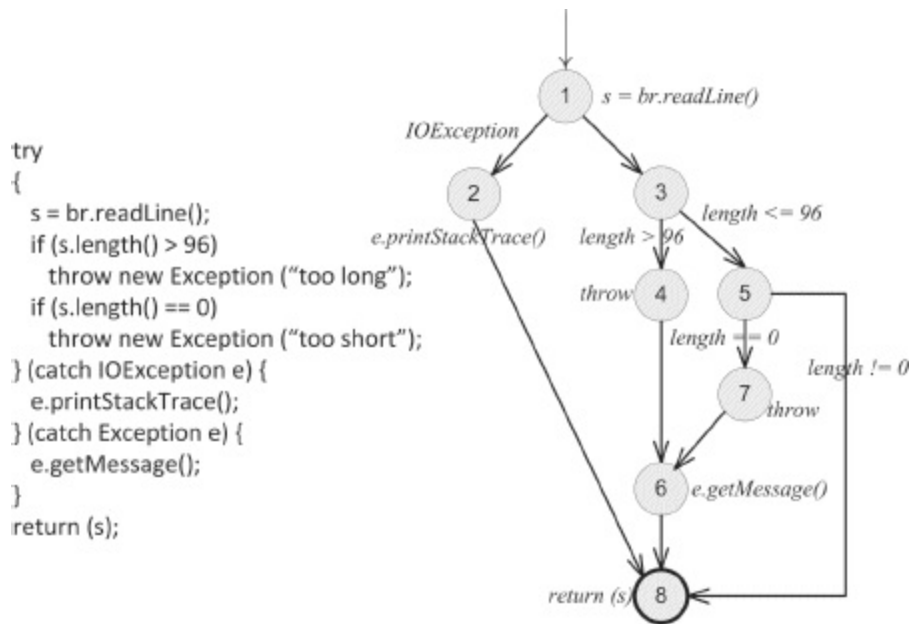 try
{
s = br.readLine();
if (s.length() > 96)
throw new Exception (“too long”);
if (s.length() == 0)
throw new Exception (“too short”);
} (catch IOException e) {
e.printStackTrace();
} (catch Exception e) {
e.getMessage();
}
return (s);
1
s = br.readLine()
IOException
2
3
e.printStackTrace()
length > 96
length <= 96
throw
4
5
length == 0
length != 0
7
throw
6
e.getMessage()
return (s)
8